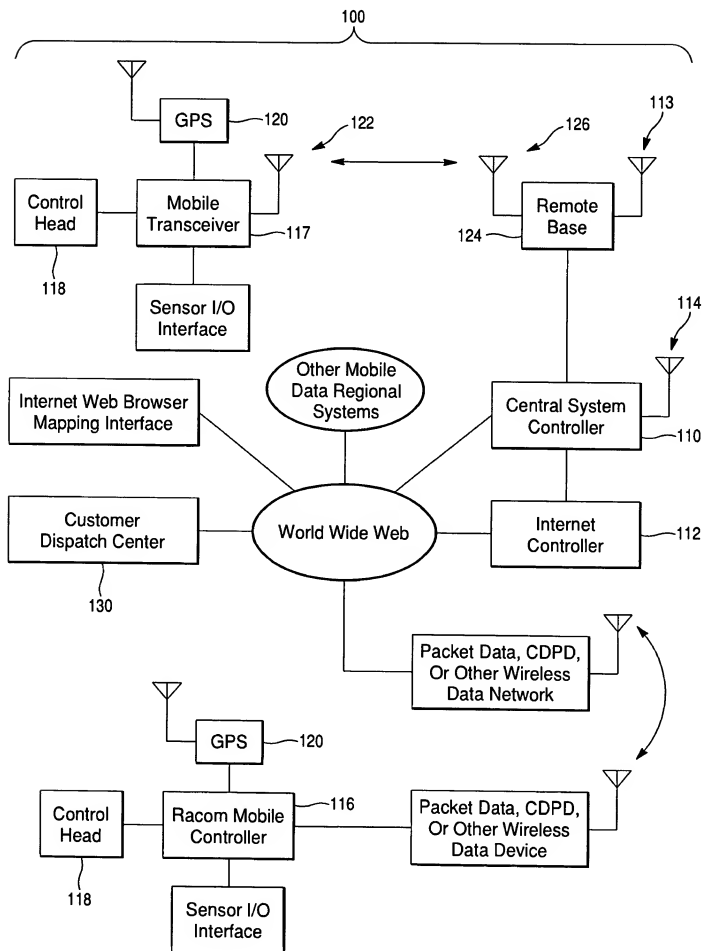 100
GPS
120
122
126
113
Control
Head
118
Mobile
Transceiver
117
Remote
Base
124
Sensor I/O
Interface
114
Other Mobile
Data Regional
Systems
Internet Web Browser
Mapping Interface
Central System
Controller
110
Customer
Dispatch Center
130
World Wide Web
Internet
Controller
112
Packet Data, CDPD,
Or Other Wireless
Data Network
GPS
120
Control
Head
118
Racom Mobile
Controller
116
Packet Data, CDPD,
Or Other Wireless
Data Device
Sensor I/O
Interface